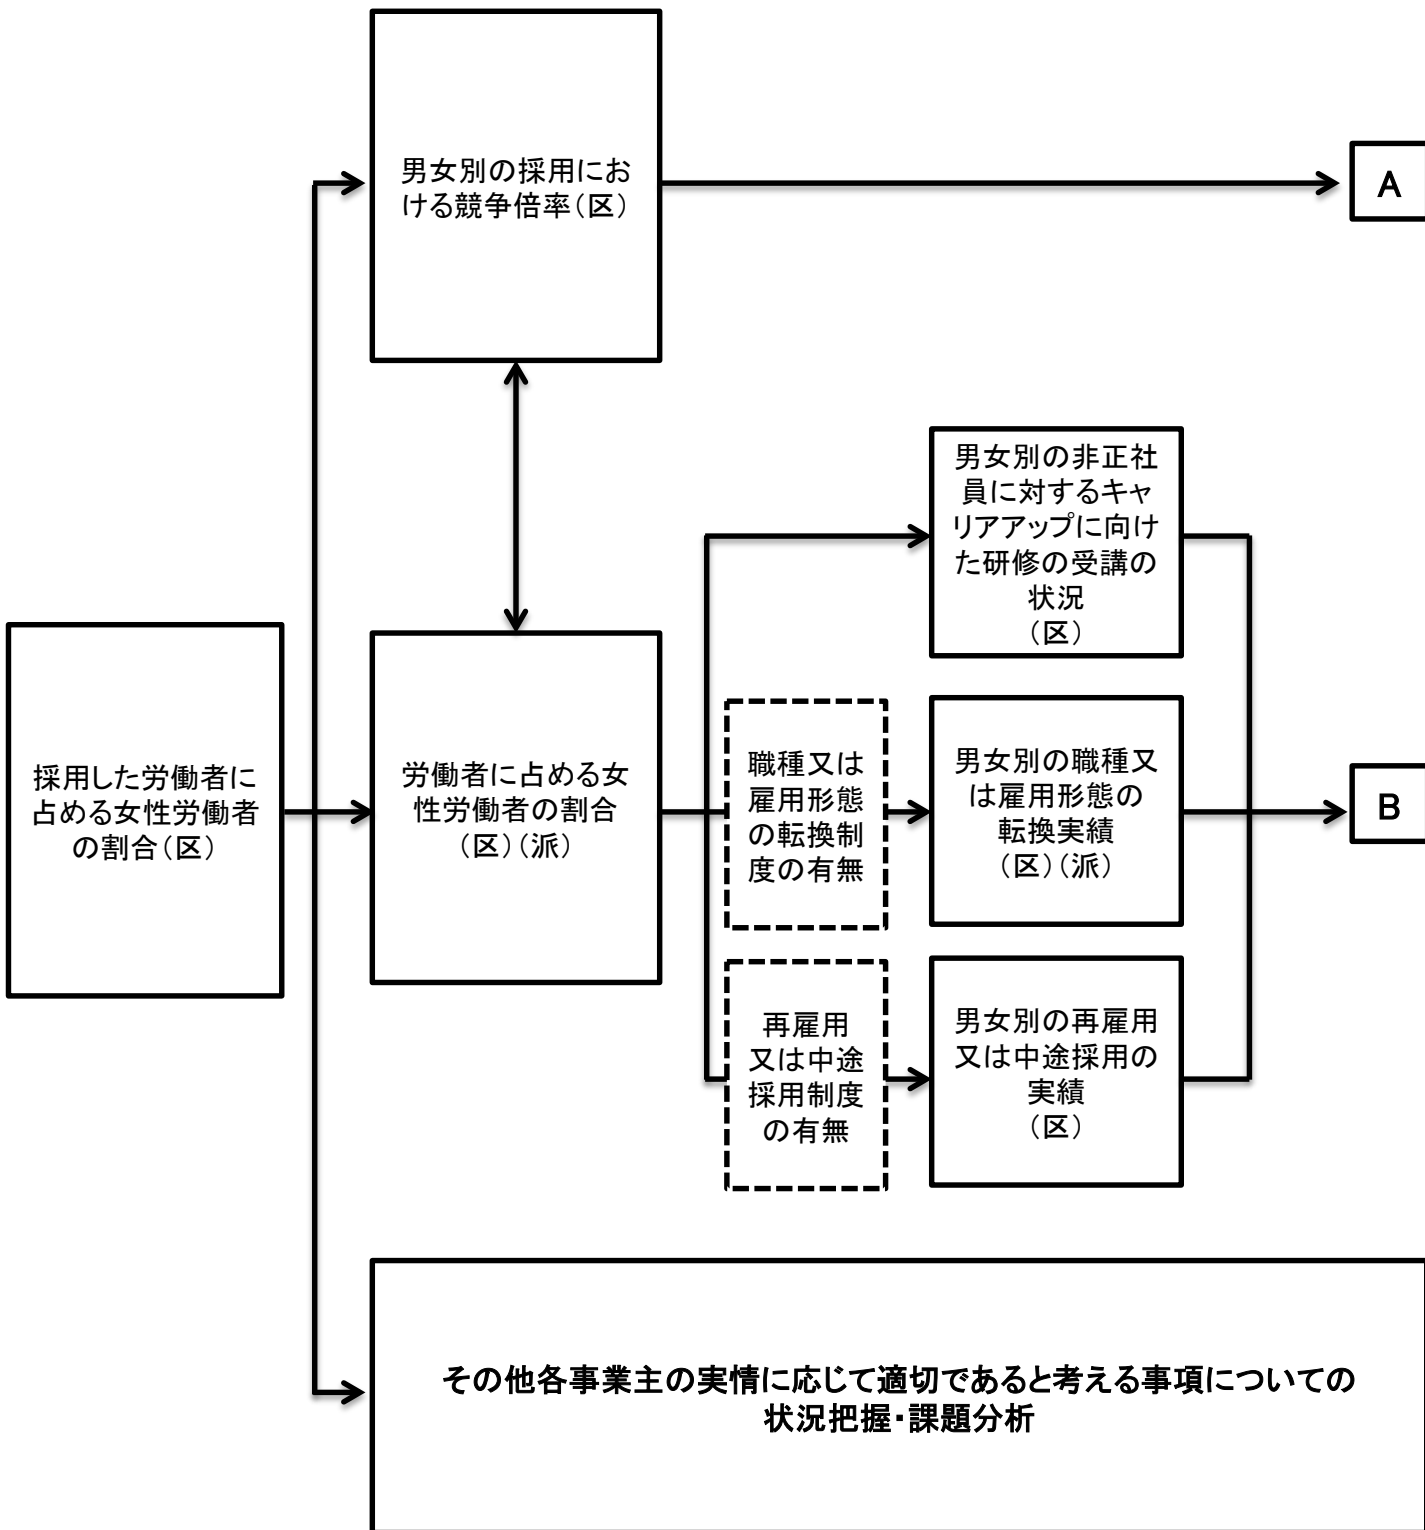 男女別の採用にお
ける競争倍率(区)
A
男女別の非正社
員に対するキャ
リアアップに向け
た研修の受講の
状況
(区)
採用した労働者に
占める女性労働者
の割合(区)
労働者に占める女
性労働者の割合
(区)(派)
職種又は
雇用形態
の転換制
度の有無
男女別の職種又
は雇用形態の
転換実績
(区)(派)
B
再雇用
又は中途
採用制度
の有無
男女別の再雇用
又は中途採用の
実績
(区)
その他各事業主の実情に応じて適切であると考える事項についての
状況把握・課題分析